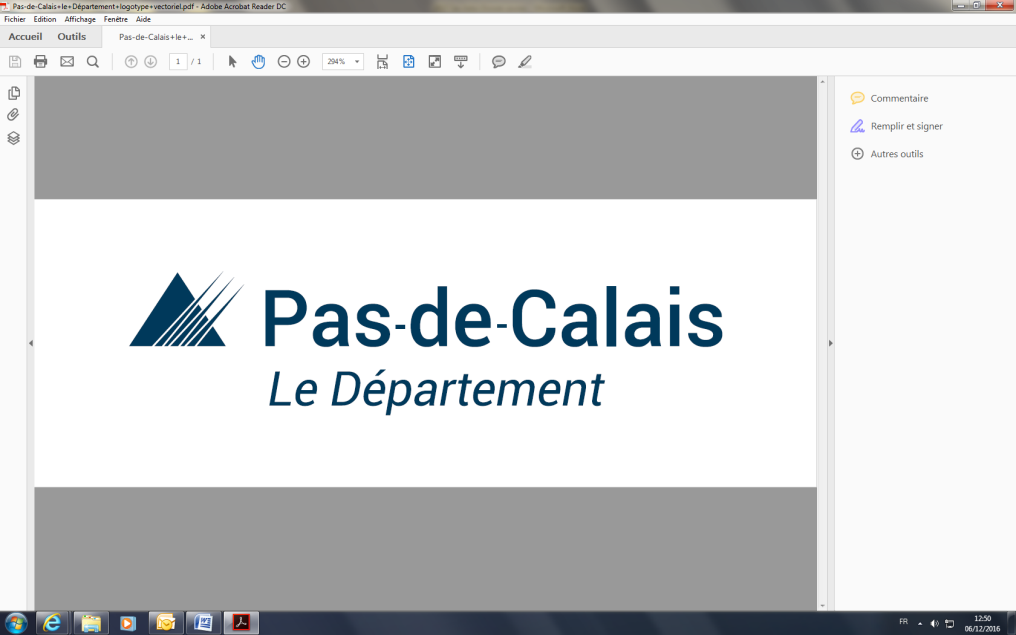 Pas-de-Calais+le+Département+logotype+vectoriel.pdf - Adobe Acrobat Reader DC
Fichier Edition Affichage Fenêtre Aide
Accueil Outils Pas-de-Calais+le+... ×
1 / 1 294%
Commentaire
Remplir et signer
Autres outils
Pas-de-Calais
Le Département
FR 12:50
06/12/2016